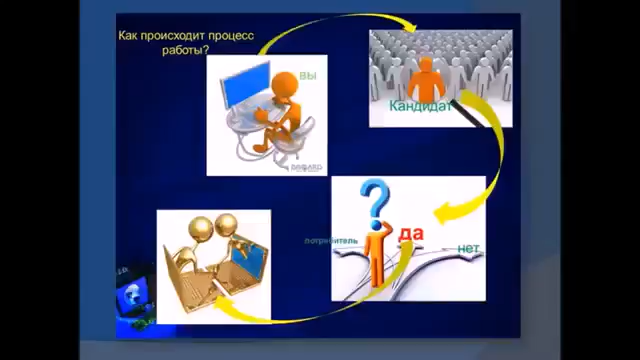 Как происходит процесс
работы?
вы
Кандидат
потребитель
да
нет